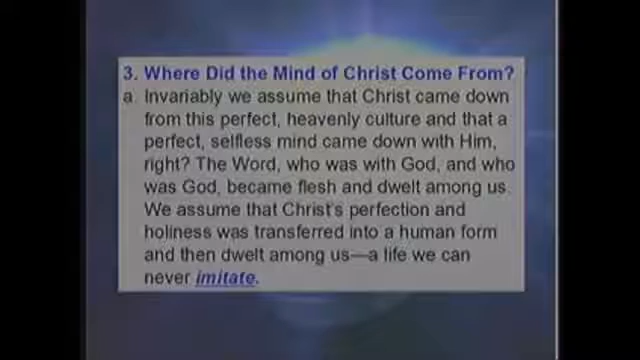 3. Where Did the Mind of Christ Come From?
a. Invariably we assume that Christ came down
from this perfect, heavenly culture and that a
perfect, selfless mind came down with Him,
right? The Word, who was with God, and who
was God, became flesh and dwelt among us.
We assume that Christ's perfection and
holiness was transferred into a human form
and then dwelt among us—a life we can
never imitate.